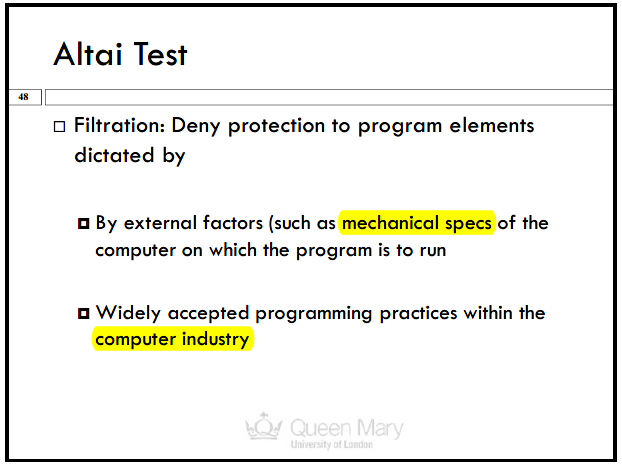 Altai Test
48
Filtration: Deny protection to program elements
dictated by
By external factors (such as mechanical specs of the
computer on which the program is to run
Widely accepted programming practices within the
computer industry
Queen Mary
University of London